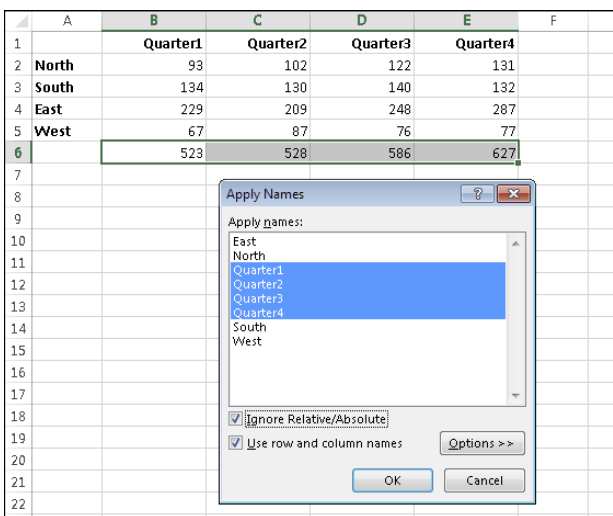 A B C D E F
1 Quarter1 Quarter2 Quarter3 Quarter4
2 North 93 102 122 131
3 South 134 130 140 132
4 East 229 209 248 287
5 West 67 87 76 77
6 523 528 586 627
7
8
Apply Names ?
9
Apply names:
10
East
11
North
12
Quarter1
Quarter2
13
Quarter3
14
Quarter4
South
15
West
16
17
18
Ignore Relative/Absolute
19
Use row and column names Options >>
20
21
OK Cancel
22